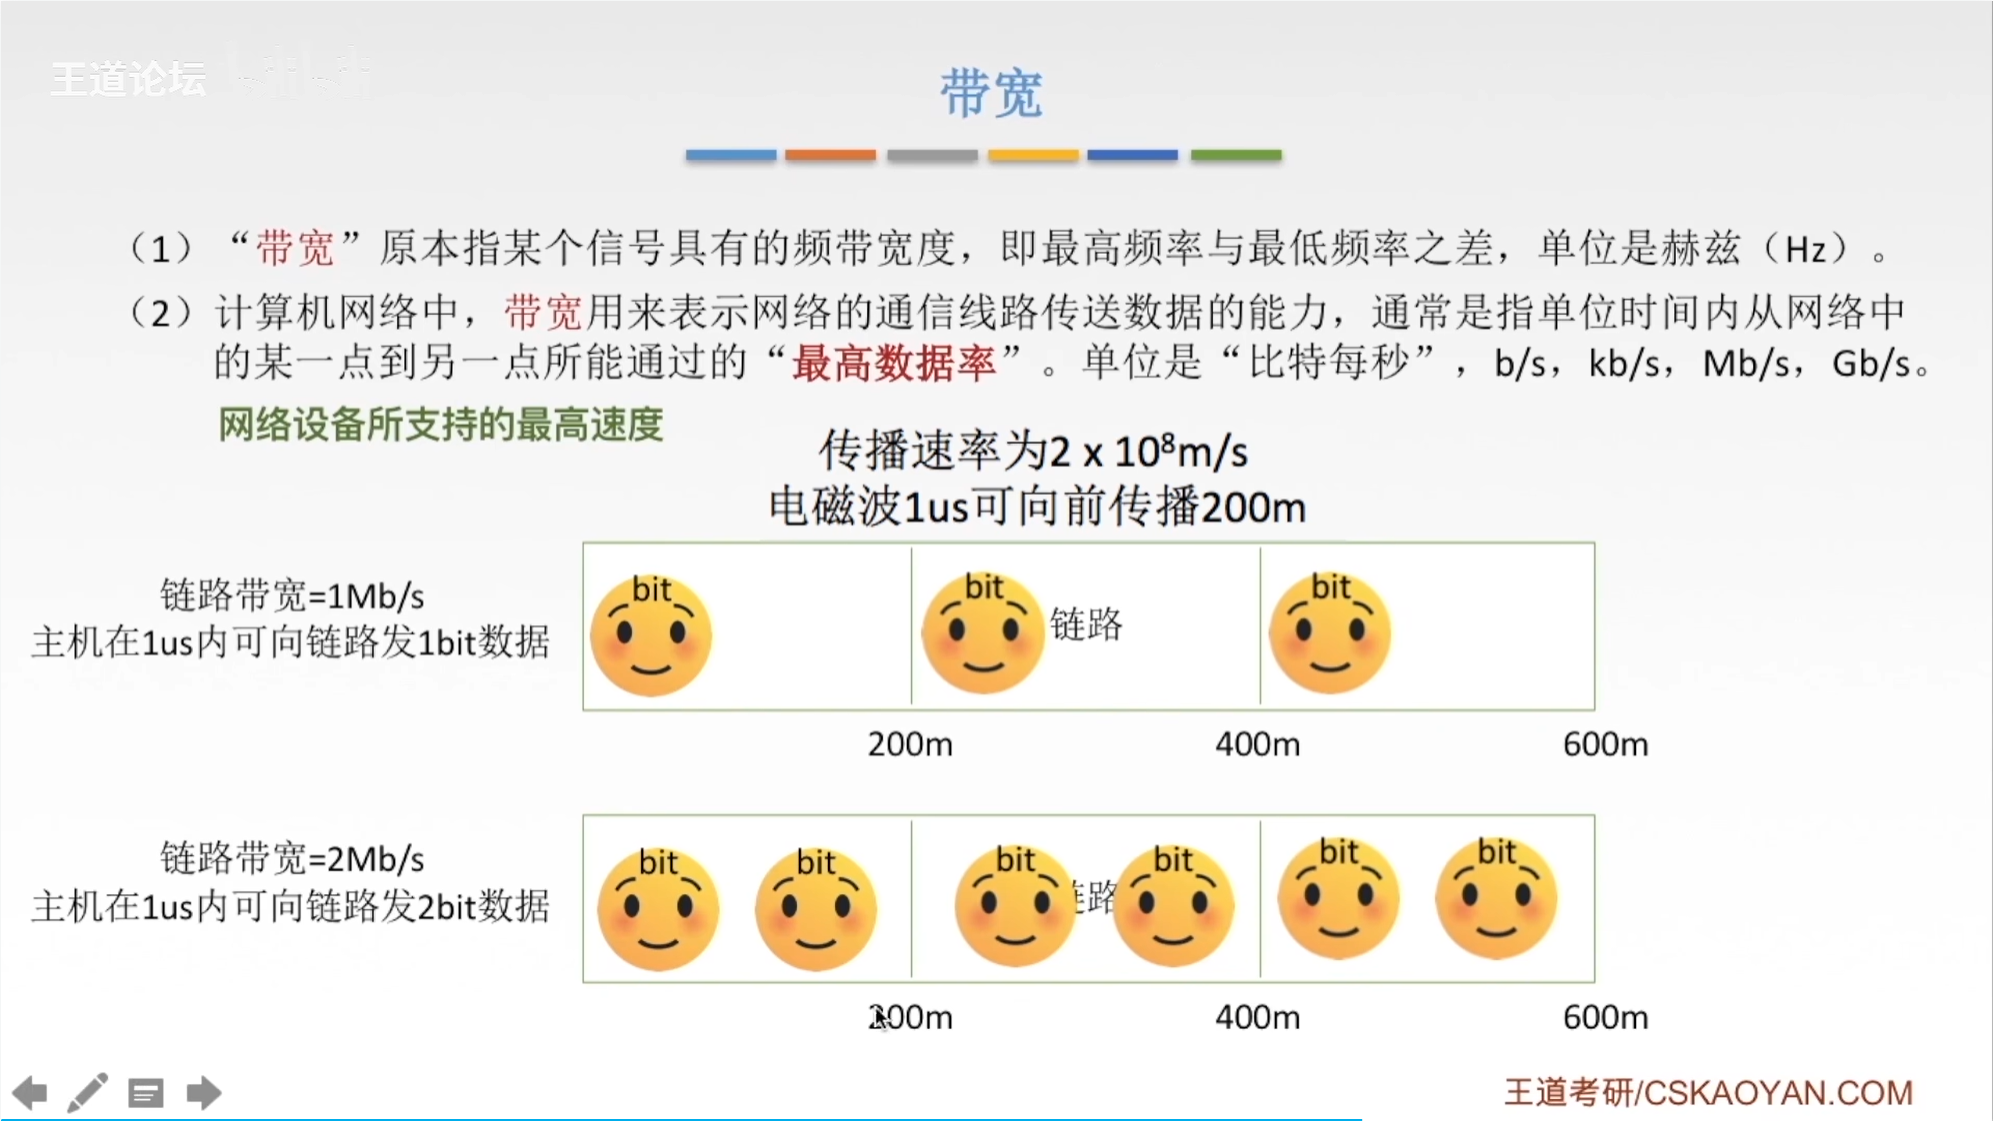 王道论坛 bilibili
带宽
（1）“带宽”原本指某个信号具有的频带宽度，即最高频率与最低频率之差，单位是赫兹（Hz）。
（2）计算机网络中，带宽用来表示网络的通信线路传送数据的能力，通常是指单位时间内从网络中
的某一点到另一点所能通过的“最高数据率”。单位是“比特每秒”，b/s，kb/s，Mb/s，Gb/s。
网络设备所支持的最高速度
传播速率为2 x 10⁸m/s
电磁波1us可向前传播200m
链路带宽=1Mb/s
主机在1us内可向链路发1bit数据
bit bit 链路 bit
200m 400m 600m
链路带宽=2Mb/s
主机在1us内可向链路发2bit数据
bit bit bit 路 bit bit bit
200m 400m 600m
王道考研/CSKAOYAN.COM